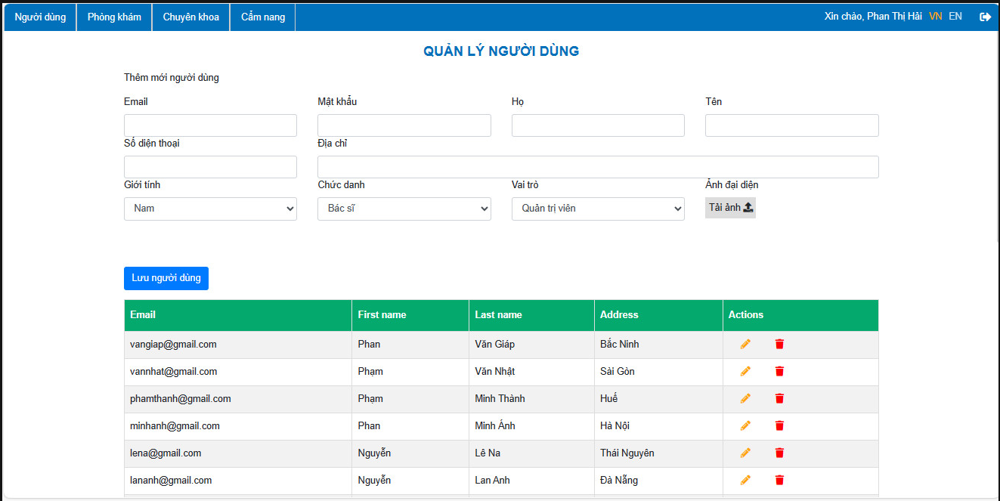 Người dùng Phòng khám Chuyên khoa Cẩm nang Xin chào, Phan Thị Hải VN EN
QUẢN LÝ NGƯỜI DÙNG
Thêm mới người dùng
Email Mật khẩu Họ Tên
Số điện thoại Địa chỉ
Giới tính Chức danh Vai trò Ảnh đại diện
Nam Bác sĩ Quản trị viên Tải ảnh
Lưu người dùng
Email First name Last name Address Actions
vangiap@gmail.com Phan Văn Giáp Bắc Ninh
vannhat@gmail.com Phạm Văn Nhật Sài Gòn
phamthanh@gmail.com Phạm Minh Thành Huế
minhanh@gmail.com Phan Minh Ánh Hà Nội
lena@gmail.com Nguyễn Lê Na Thái Nguyên
lananh@gmail.com Nguyễn Lan Anh Đà Nẵng